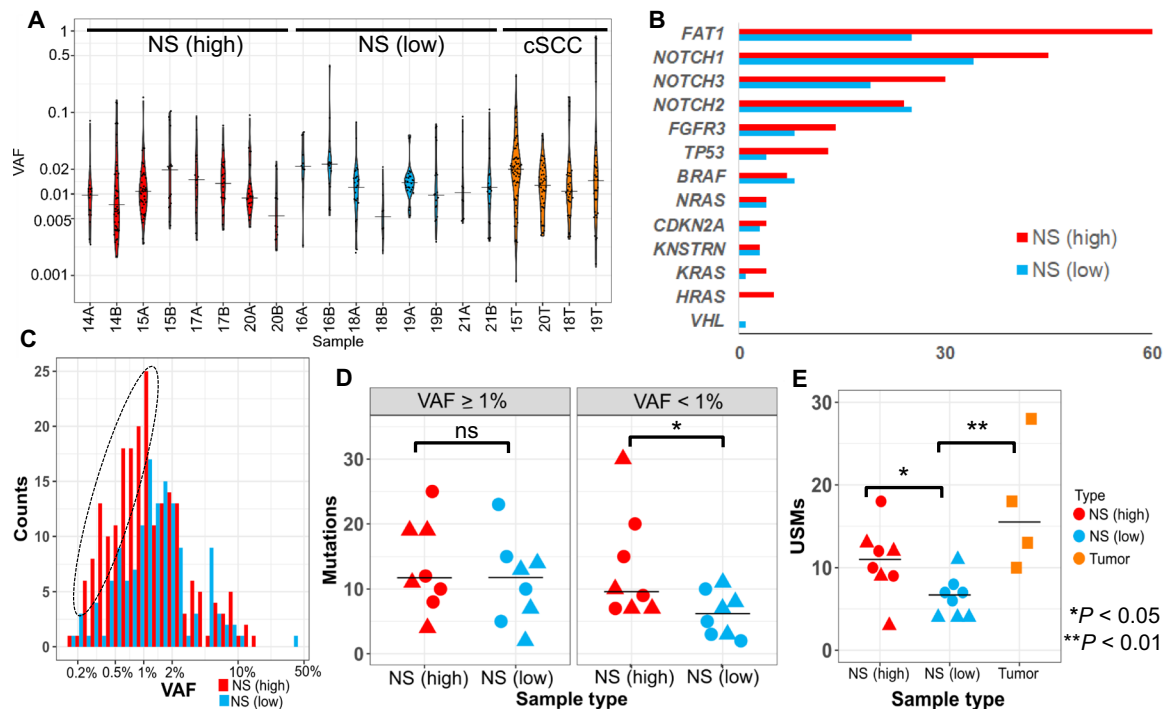 A
NS (high)
NS (low)
cSCC
VAF
1
0.5
0.1
0.02
0.01
0.005
0.001
14A 14B 15A 15B 17A 17B 20A 20B 16A 16B 18A 18B 19A 19B 21A 21B 15T 20T 18T 19T
Sample
B
FAT1
NOTCH1
NOTCH3
NOTCH2
FGFR3
TP53
BRAF
NRAS
CDKN2A
KNSTRN
KRAS
HRAS
VHL
NS (high)
NS (low)
0 30 60
C
Counts
25
20
15
10
5
0
0.2% 0.5% 1% 2% 10% 50%
VAF
NS (high)
NS (low)
D
VAF ≥ 1%
VAF < 1%
ns
*
Mutations
30
20
10
0
NS (high) NS (low) NS (high) NS (low)
Sample type
E
USMs
30
20
10
0
*
**
NS (high) NS (low) Tumor
Sample type
Type
NS (high)
NS (low)
Tumor
*P < 0.05
**P < 0.01